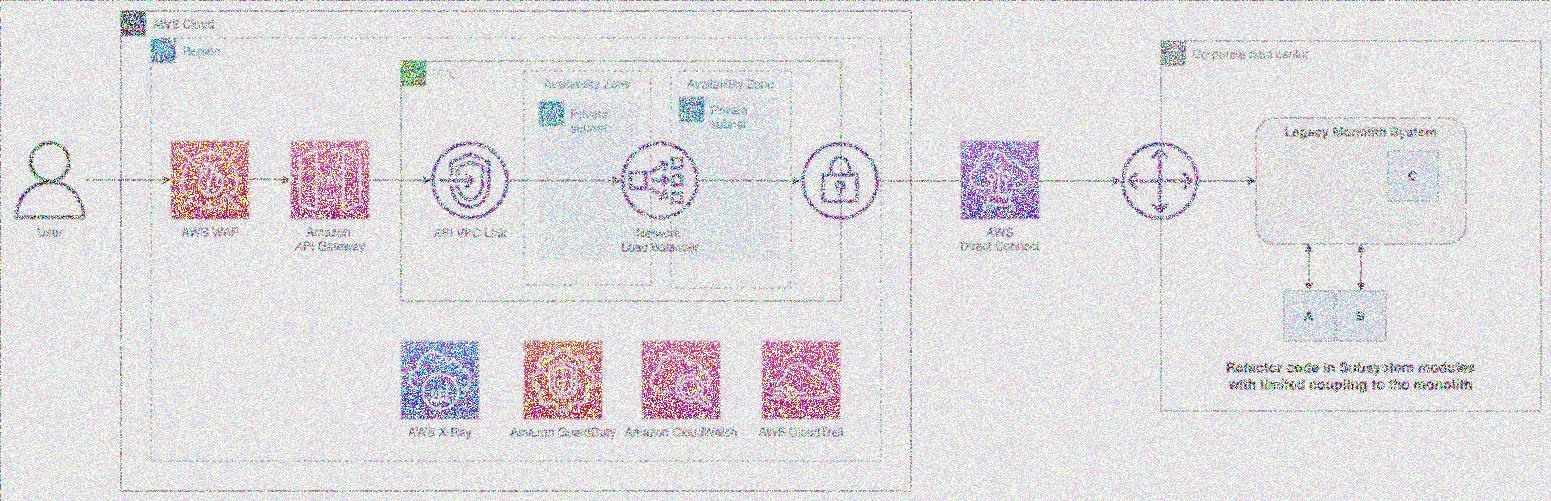 AWS Cloud
Region
VPC
Availability Zone
Private
subnet
Availability Zone
Private
subnet
Corporate data center
Legacy Monolith System
C
User
AWS WAF
Amazon
API Gateway
API VPC Link
Network
Load Balancer
AWS
Direct Connect
A
B
Refactor code in Subsystem modules
with limited coupling to the monolith
AWS X-Ray
Amazon GuardDuty
Amazon CloudWatch
AWS CloudTrail